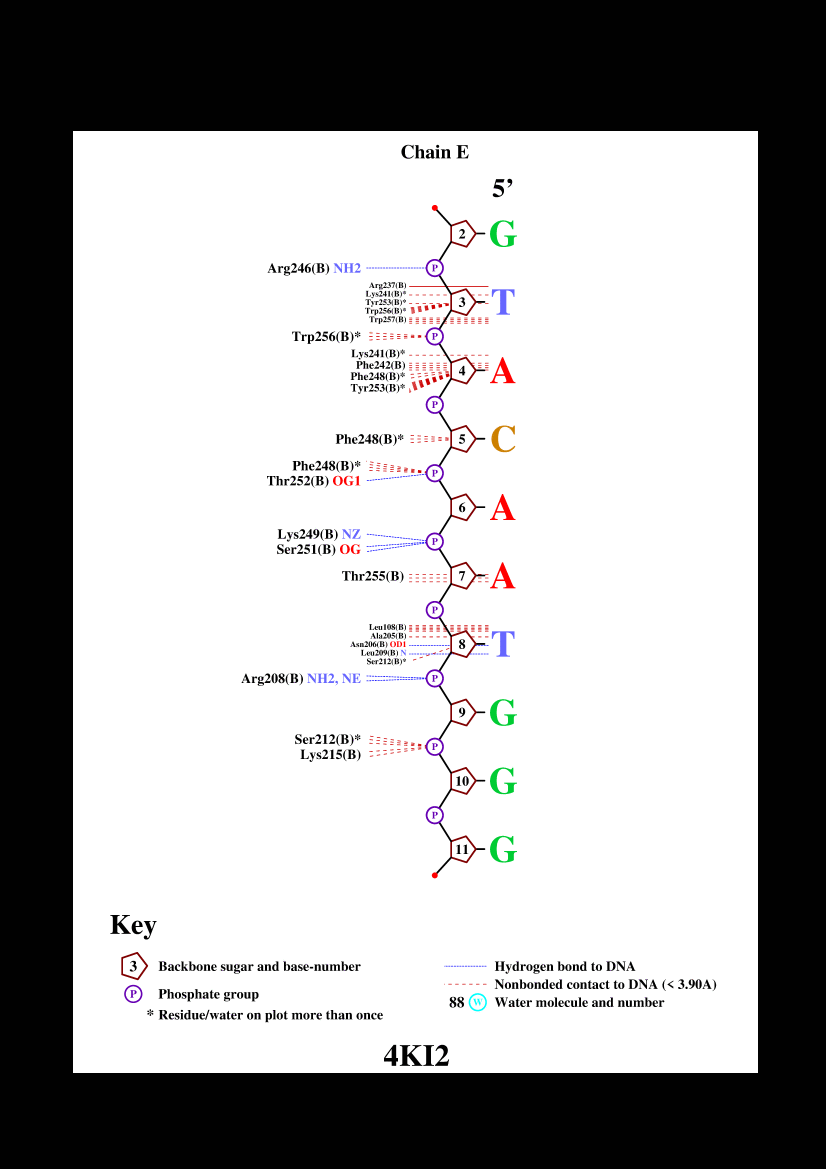 Chain E
5’
2 G
Arg246(B) NH2 P
Arg237(B)
Lys241(B)*
Tyr253(B)* 3 T
Trp256(B)*
Trp257(B)
Trp256(B)* P
Lys241(B)*
Phe242(B)
4 A
Phe248(B)*
Tyr253(B)*
P
Phe248(B)* 5 C
Phe248(B)* P
Thr252(B) OG1
6 A
Lys249(B) NZ P
Ser251(B) OG
Thr255(B) 7 A
P
Leu108(B)
Ala205(B)
Asn206(B) OD1 8 T
Leu209(B) N
Ser212(B)*
Arg208(B) NH2, NE P
9 G
Ser212(B)* P
Lys215(B)
10 G
P
11 G
Key
3 Backbone sugar and base-number
P Phosphate group
* Residue/water on plot more than once
Hydrogen bond to DNA
Nonbonded contact to DNA (< 3.90A)
88 W Water molecule and number
4KI2